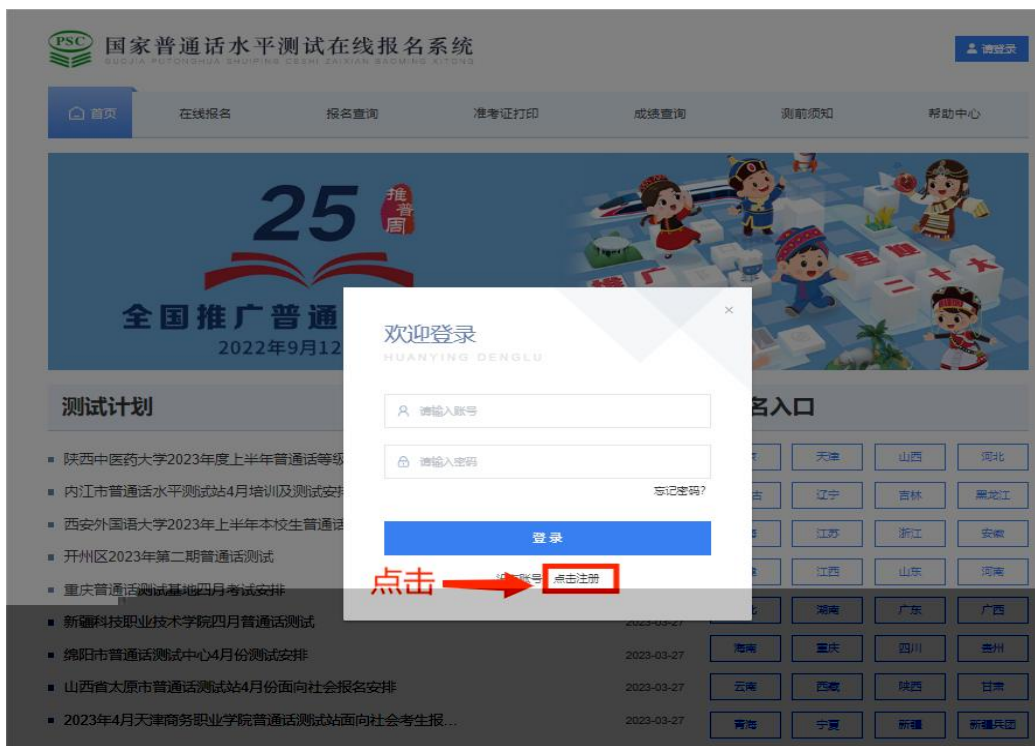 PSC 国家普通话水平测试在线报名系统
GUOJIA PUTONGHUA SHUIPING CESHI ZAIXIAN BAOMING XITONG
请登录
首页 在线报名 报名查询 准考证打印 成绩查询 测前须知 帮助中心
25 推普周
全国推广普通
2022年9月12
推广
喜迎
二十大
欢迎登录
HUANYING DENGLU
请输入账号
请输入密码
忘记密码?
登录
点击
账号
点击注册
测试计划
陕西中医药大学2023年度上半年普通话等级
内江市普通话水平测试站4月培训及测试安排
西安外国语大学2023年上半年本校生普通话
开州区2023年第二期普通话测试
重庆普通话测试基地四月考试安排
新疆科技职业技术学院四月普通话测试 2023-03-27
绵阳市普通话测试中心4月份测试安排 2023-03-27
山西省太原市普通话测试站4月份面向社会报名安排 2023-03-27
2023年4月天津商务职业学院普通话测试站面向社会考生报... 2023-03-27
名入口
天津 山西 河北
古 辽宁 吉林 黑龙江
江苏 浙江 安徽
江西 山东 河南
北 湖南 广东 广西
海南 重庆 四川 贵州
云南 西藏 陕西 甘肃
青海 宁夏 新疆 新疆兵团